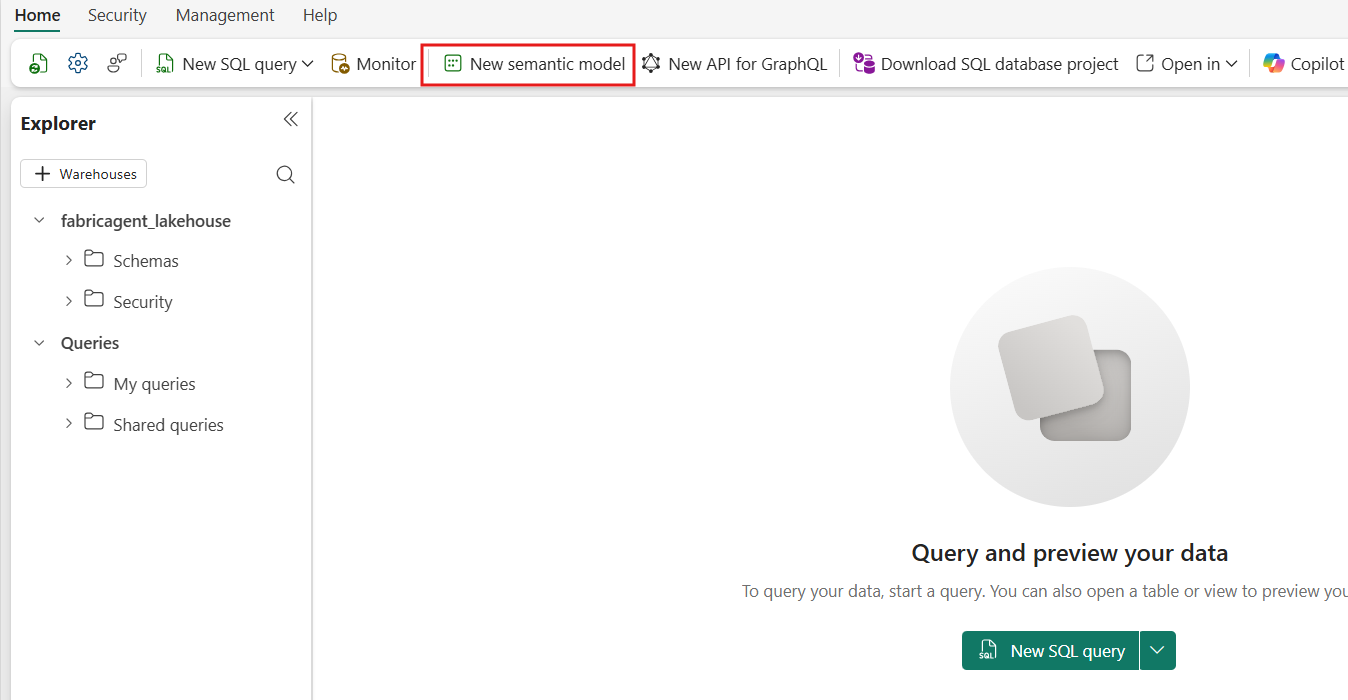 Home Security Management Help
SQL New SQL query Monitor New semantic model New API for GraphQL Download SQL database project Open in Copilot
Explorer
+ Warehouses
fabricagent_lakehouse
Schemas
Security
Queries
My queries
Shared queries
Query and preview your data
To query your data, start a query. You can also open a table or view to preview you
SQL New SQL query